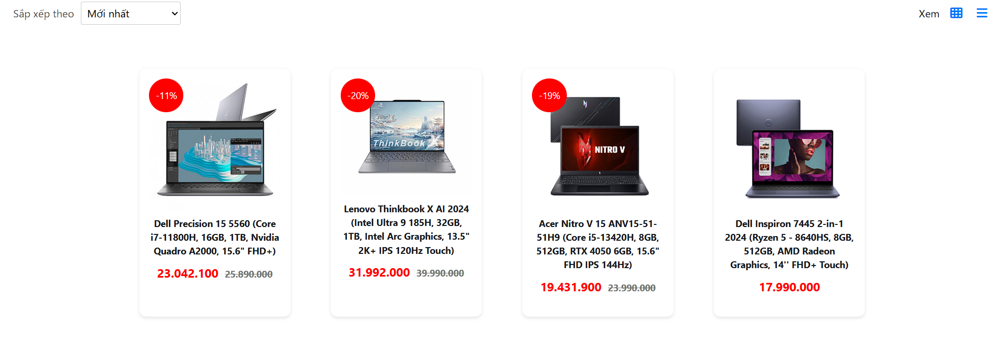 Sắp xếp theo Mới nhất Xem
-11%
Dell Precision 15 5560 (Core
i7-11800H, 16GB, 1TB, Nvidia
Quadro A2000, 15.6" FHD+)
23.042.100 25.890.000
-20%
ThinkBook X
Lenovo Thinkbook X AI 2024
(Intel Ultra 9 185H, 32GB,
1TB, Intel Arc Graphics, 13.5"
2K+ IPS 120Hz Touch)
31.992.000 39.990.000
-19%
NITRO V
Acer Nitro V 15 ANV15-51-
51H9 (Core i5-13420H, 8GB,
512GB, RTX 4050 6GB, 15.6"
FHD IPS 144Hz)
19.431.900 23.990.000
DELL
Dell Inspiron 7445 2-in-1
2024 (Ryzen 5 - 8640HS, 8GB,
512GB, AMD Radeon
Graphics, 14'' FHD+ Touch)
17.990.000